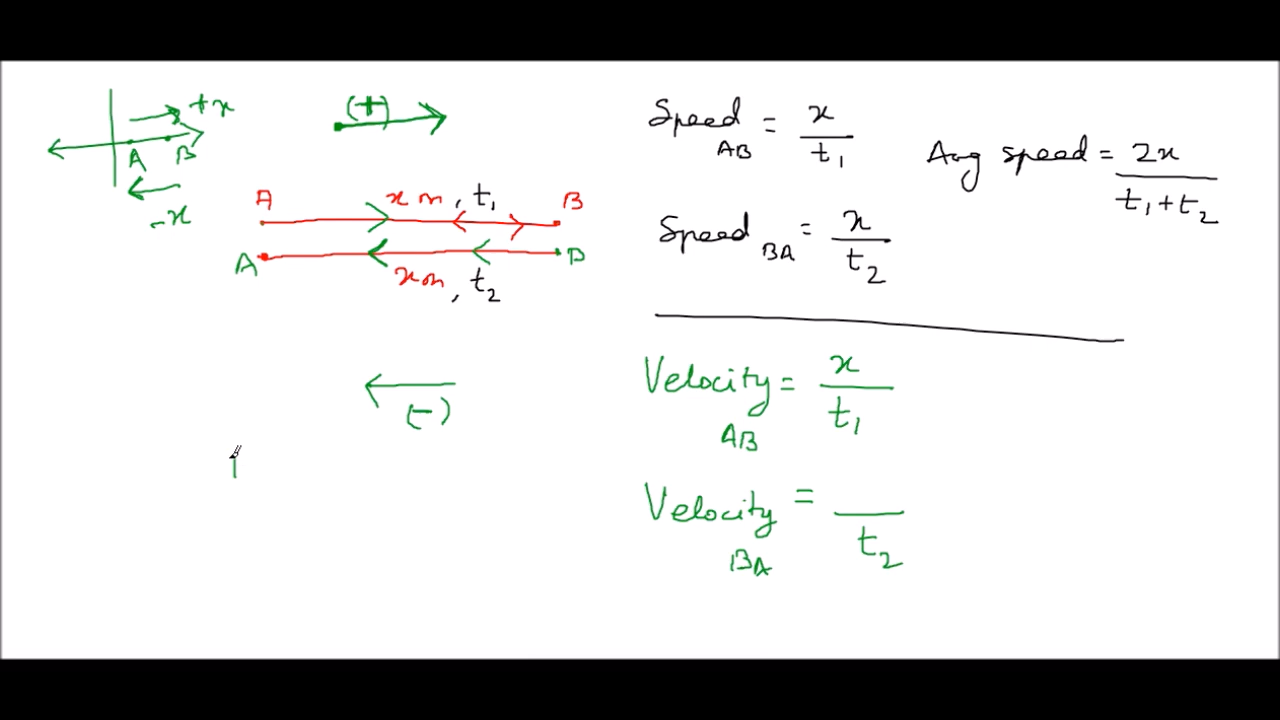 +x
A B
-x
(+)
A x m, t₁ B
A x m, t₂ B
(-)
Speed AB = x / t₁
Speed BA = x / t₂
Avg speed = 2x / t₁ + t₂
Velocity AB = x / t₁
Velocity BA = / t₂